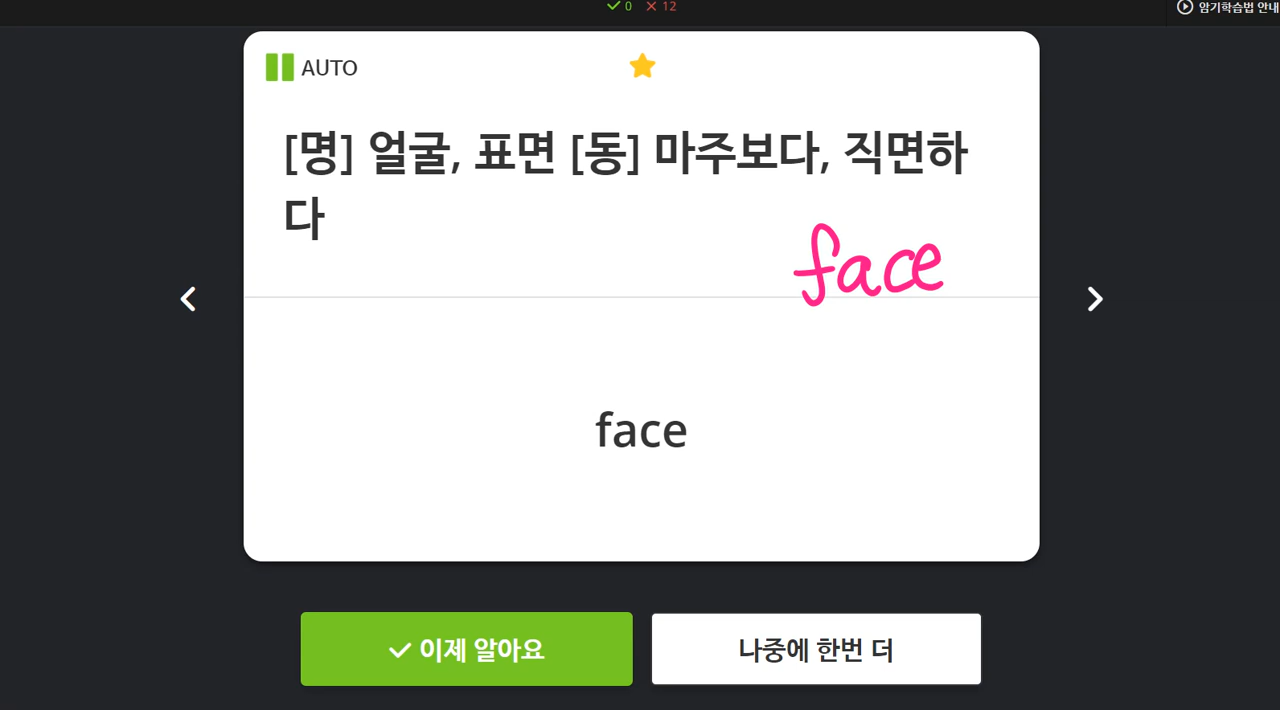 0 12
암기학습법 안내
AUTO
[명] 얼굴, 표면 [동] 마주보다, 직면하
다
face
face
이제 알아요
나중에 한번 더